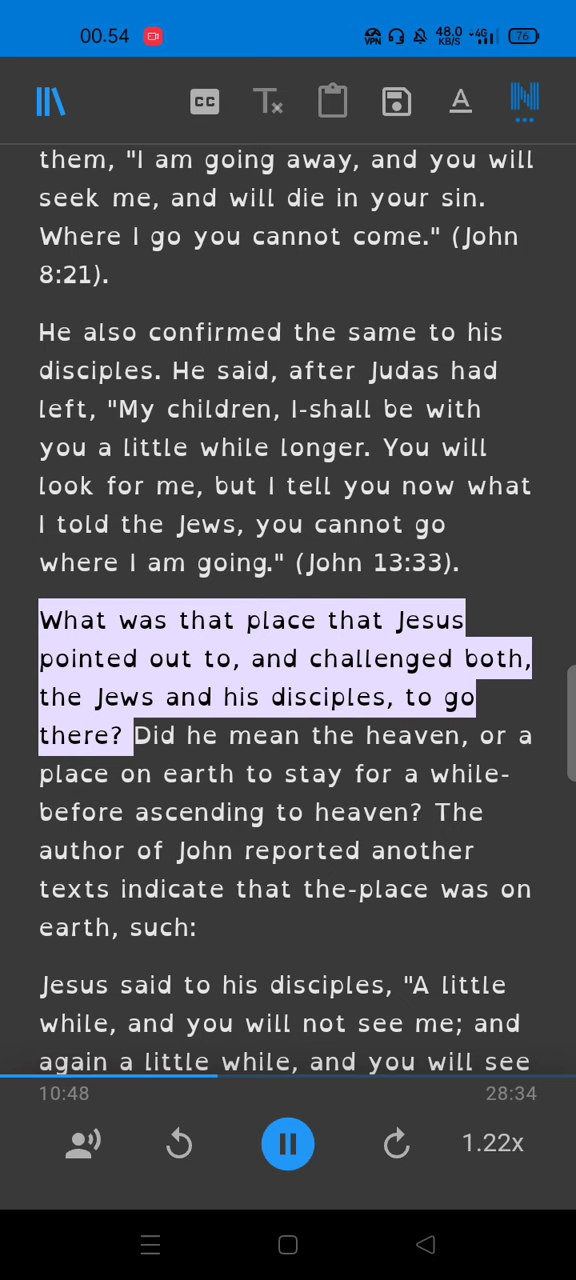 00.54
VPN
48.0
KB/S
4G
76
CC
them, "I am going away, and you will
seek me, and will die in your sin.
Where I go you cannot come." (John
8:21).
He also confirmed the same to his
disciples. He said, after Judas had
left, "My children, I-shall be with
you a little while longer. You will
look for me, but I tell you now what
I told the Jews, you cannot go
where I am going." (John 13:33).
What was that place that Jesus
pointed out to, and challenged both,
the Jews and his disciples, to go
there? Did he mean the heaven, or a
place on earth to stay for a while-
before ascending to heaven? The
author of John reported another
texts indicate that the-place was on
earth, such:
Jesus said to his disciples, "A little
while, and you will not see me; and
again a little while, and you will see
10:48
28:34
1.22x